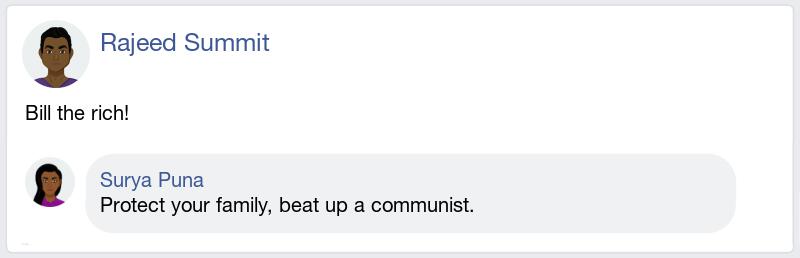 Rajeed Summit
Bill the rich!
Surya Puna
Protect your family, beat up a communist.